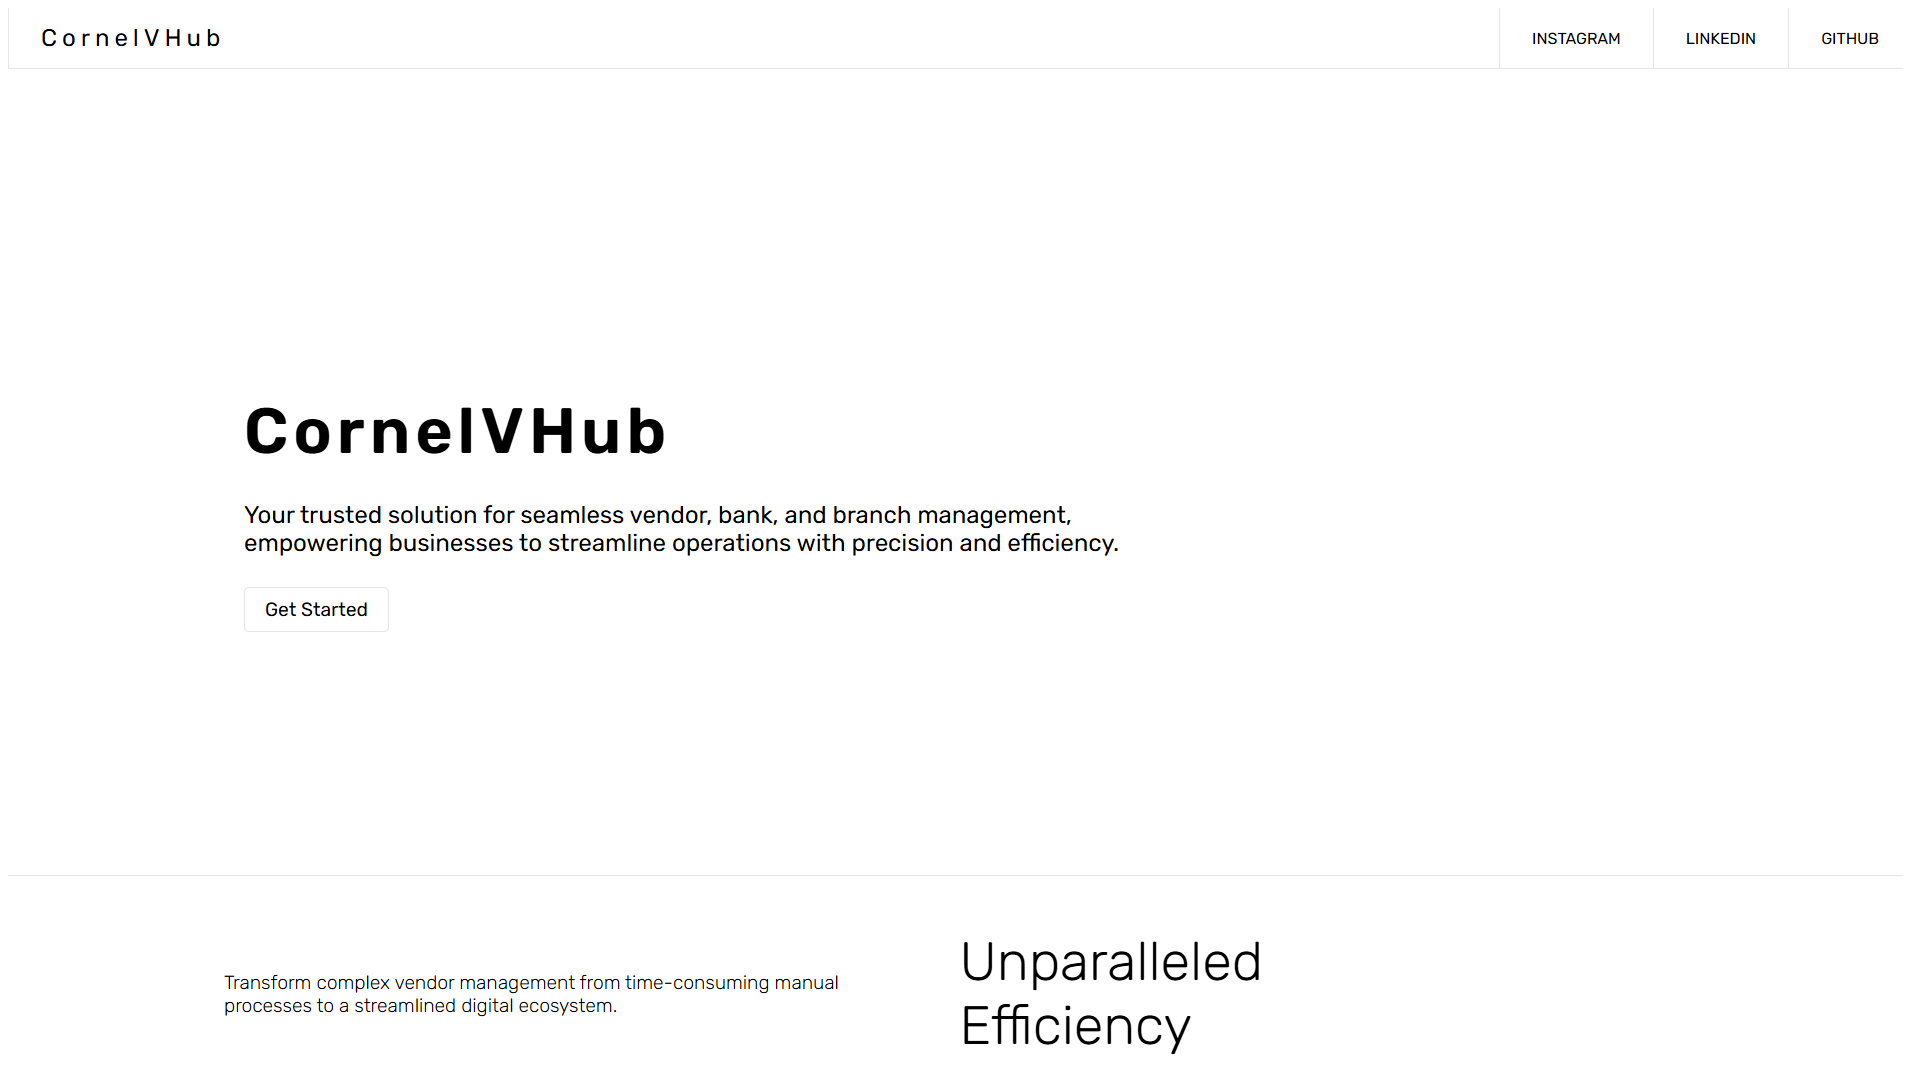 CornelVHub
INSTAGRAM
LINKEDIN
GITHUB
CornelVHub
Your trusted solution for seamless vendor, bank, and branch management,
empowering businesses to streamline operations with precision and efficiency.
Get Started
Transform complex vendor management from time-consuming manual
processes to a streamlined digital ecosystem.
Unparalleled
Efficiency